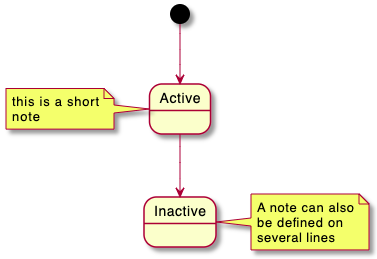 Active
this is a short
note
Inactive
A note can also
be defined on
several lines